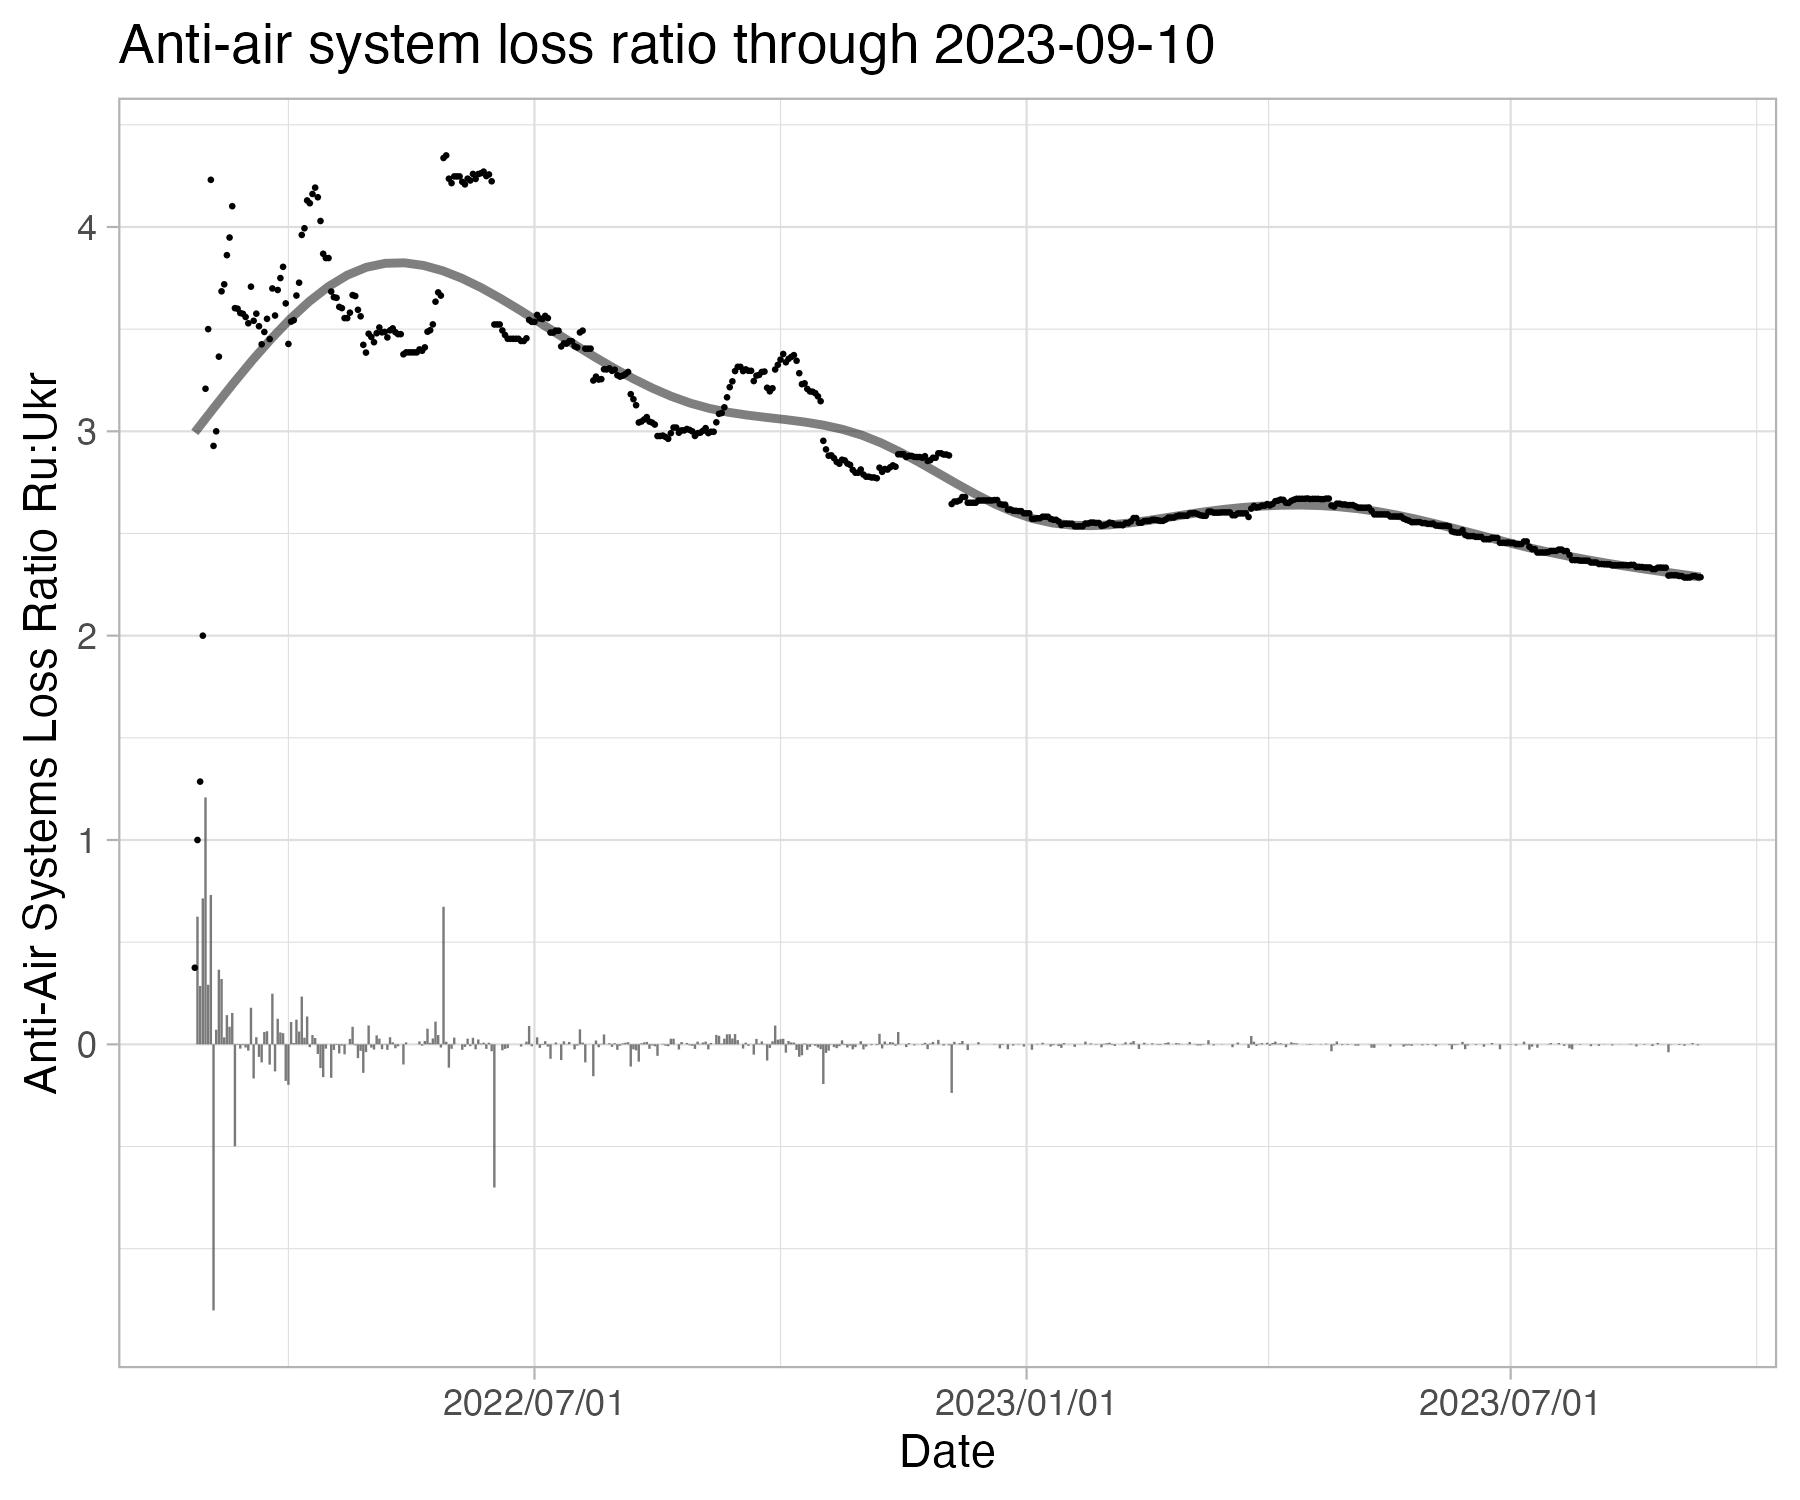 Anti-air system loss ratio through 2023-09-10
Anti-Air Systems Loss Ratio Ru:Ukr
4
3
2
1
0
2022/07/01
2023/01/01
2023/07/01
Date